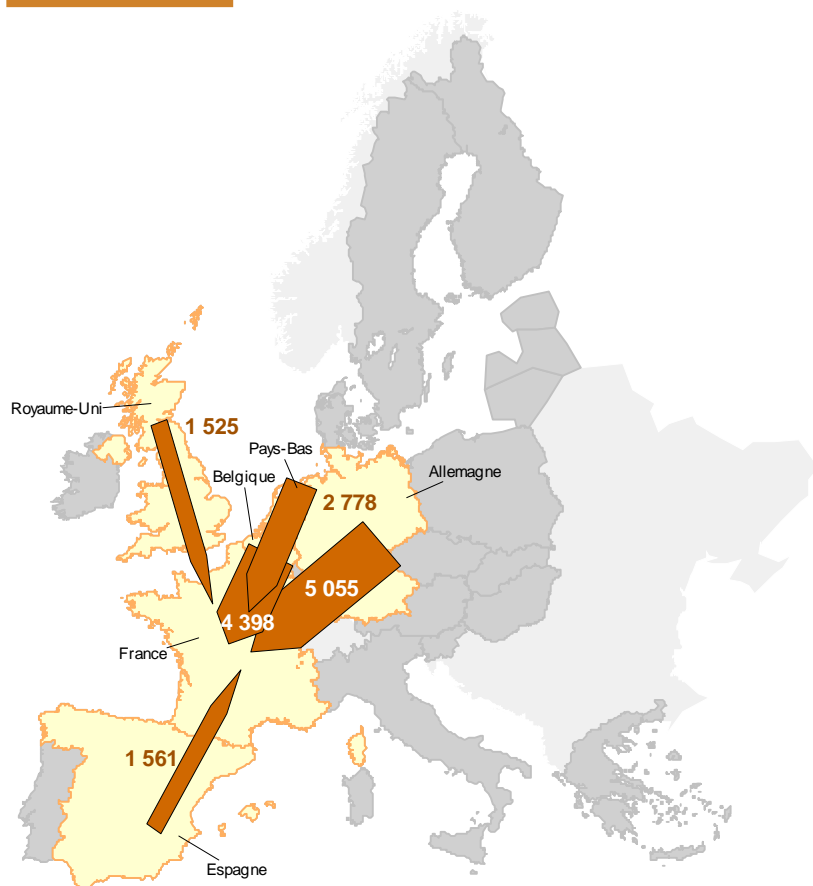 Royaume-Uni
1 525
Pays-Bas
Belgique
Allemagne
2 778
5 055
4 398
France
1 561
Espagne